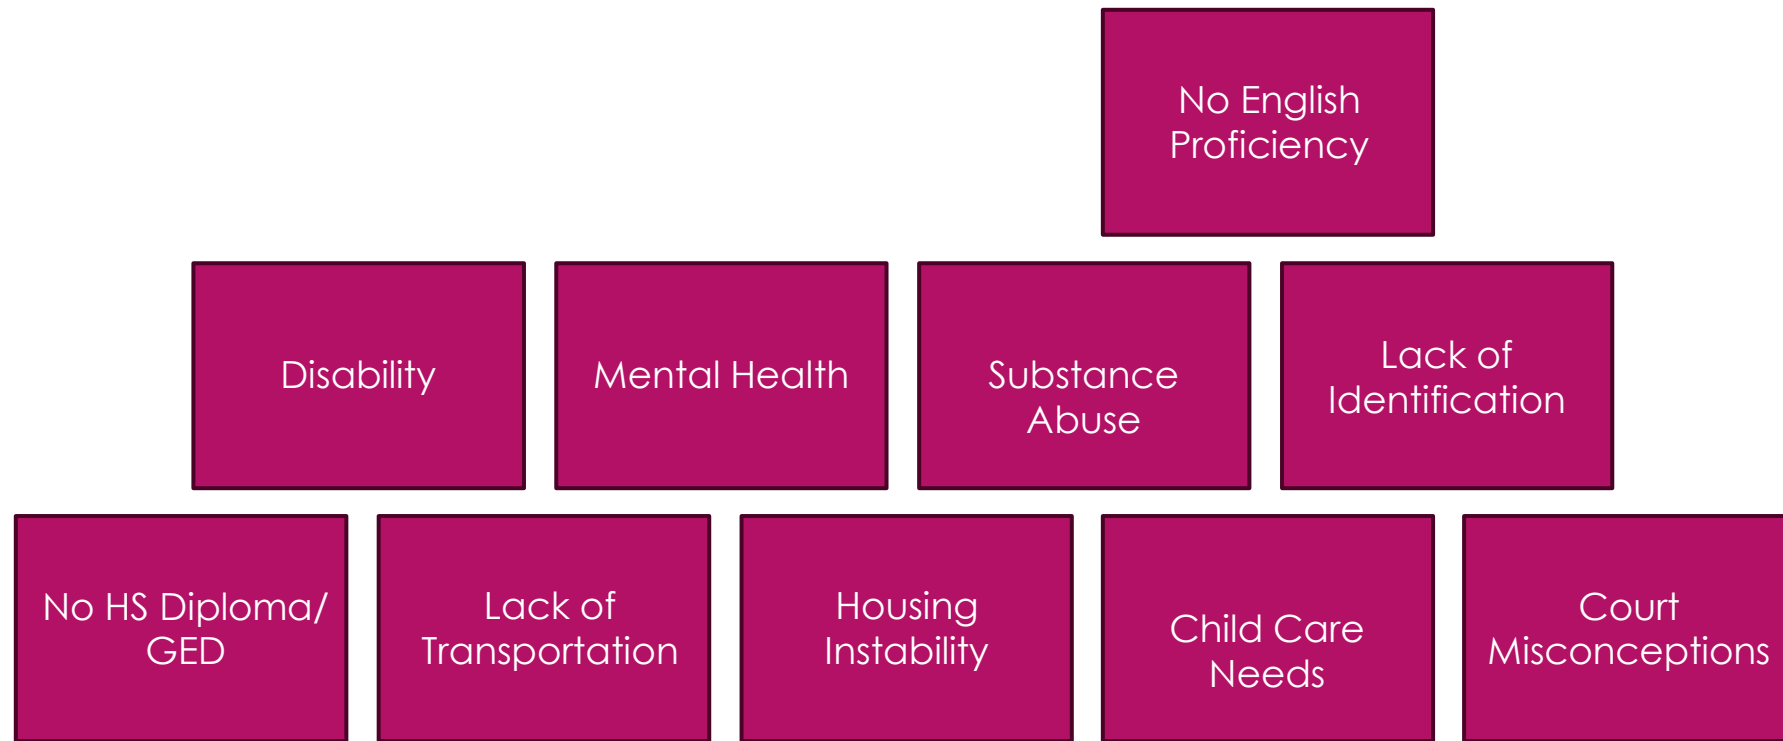 No English
Proficiency
Disability
Mental Health
Substance
Abuse
Lack of
Identification
No HS Diploma/
GED
Lack of
Transportation
Housing
Instability
Child Care
Needs
Court
Misconceptions